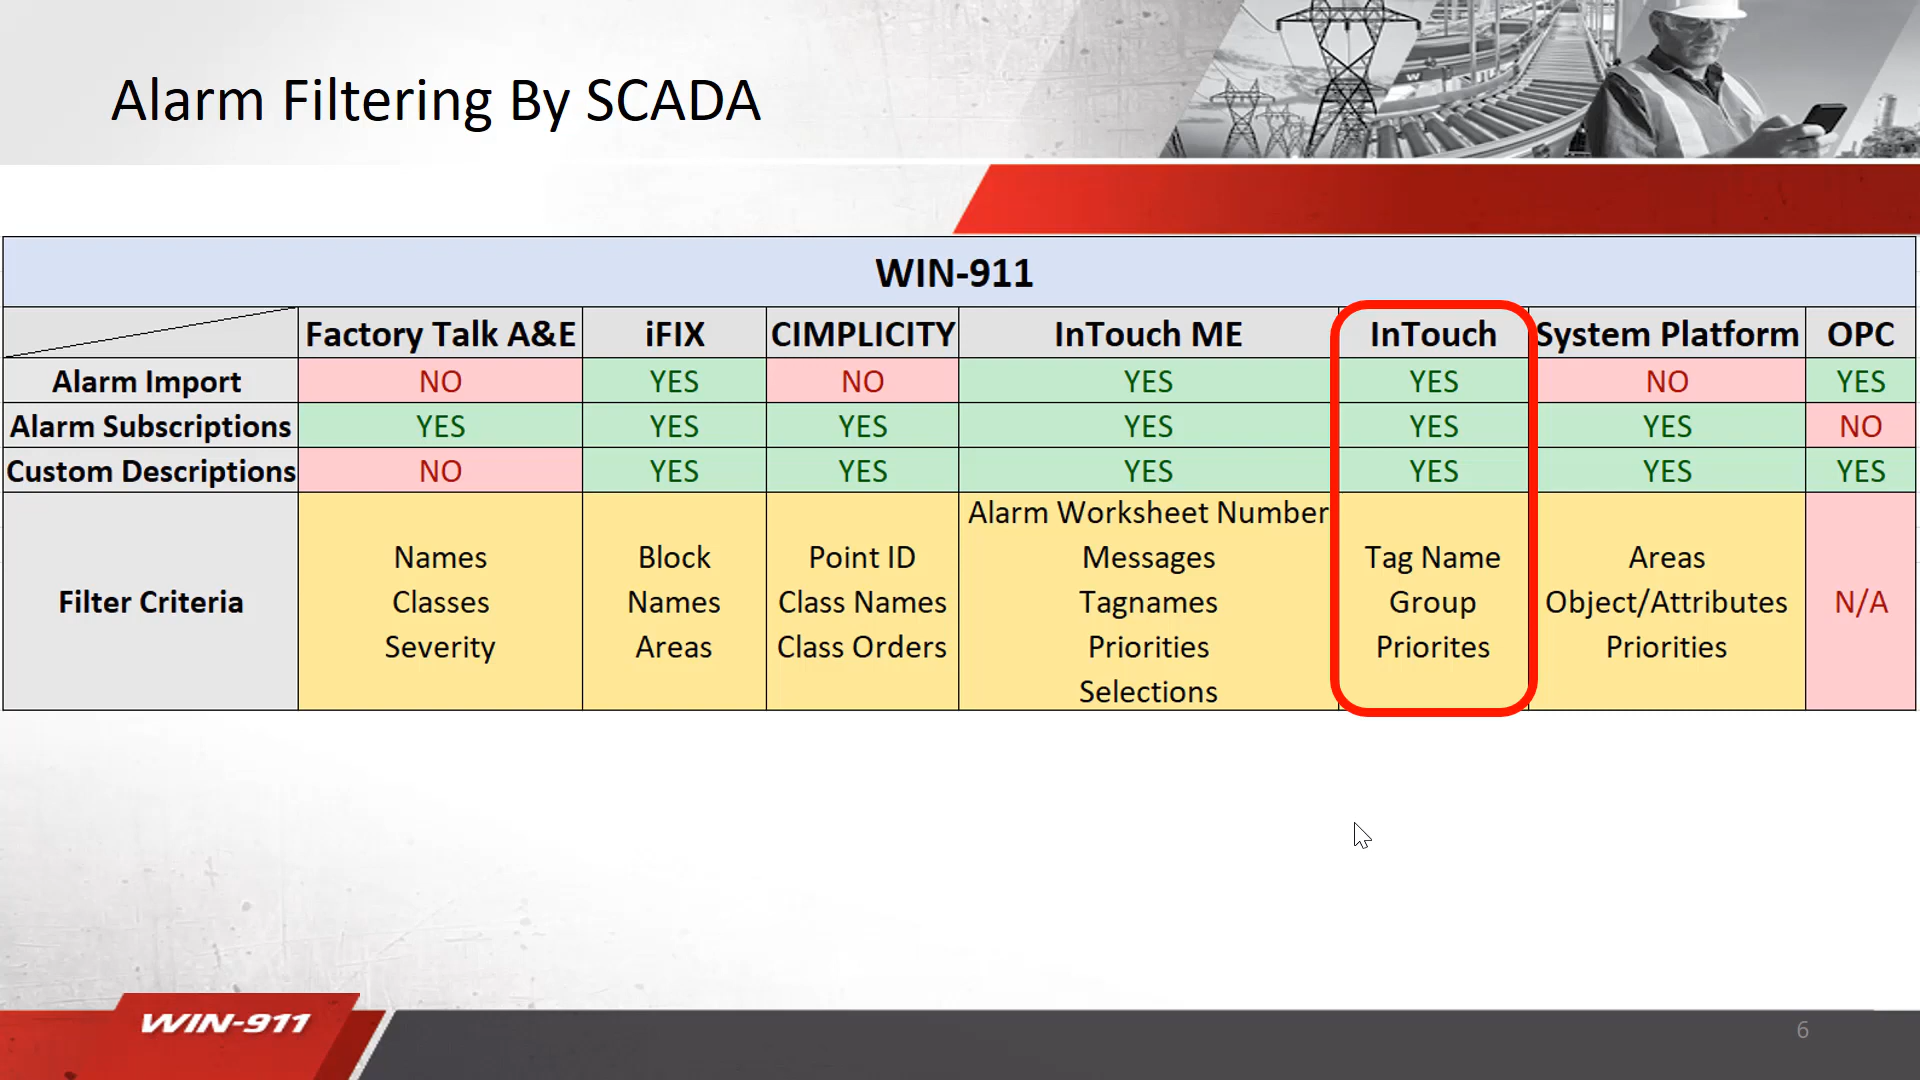 Alarm Filtering By SCADA
WIN-911
Factory Talk A&E iFIX CIMPLICITY InTouch ME InTouch System Platform OPC
Alarm Import NO YES NO YES YES NO YES
Alarm Subscriptions YES YES YES YES YES YES NO
Custom Descriptions NO YES YES YES YES YES YES
Filter Criteria
Names
Classes
Severity
Block
Names
Areas
Point ID
Class Names
Class Orders
Alarm Worksheet Number
Messages
Tagnames
Priorities
Selections
Tag Name
Group
Priorites
Areas
Object/Attributes
Priorities
N/A
WIN-911
6